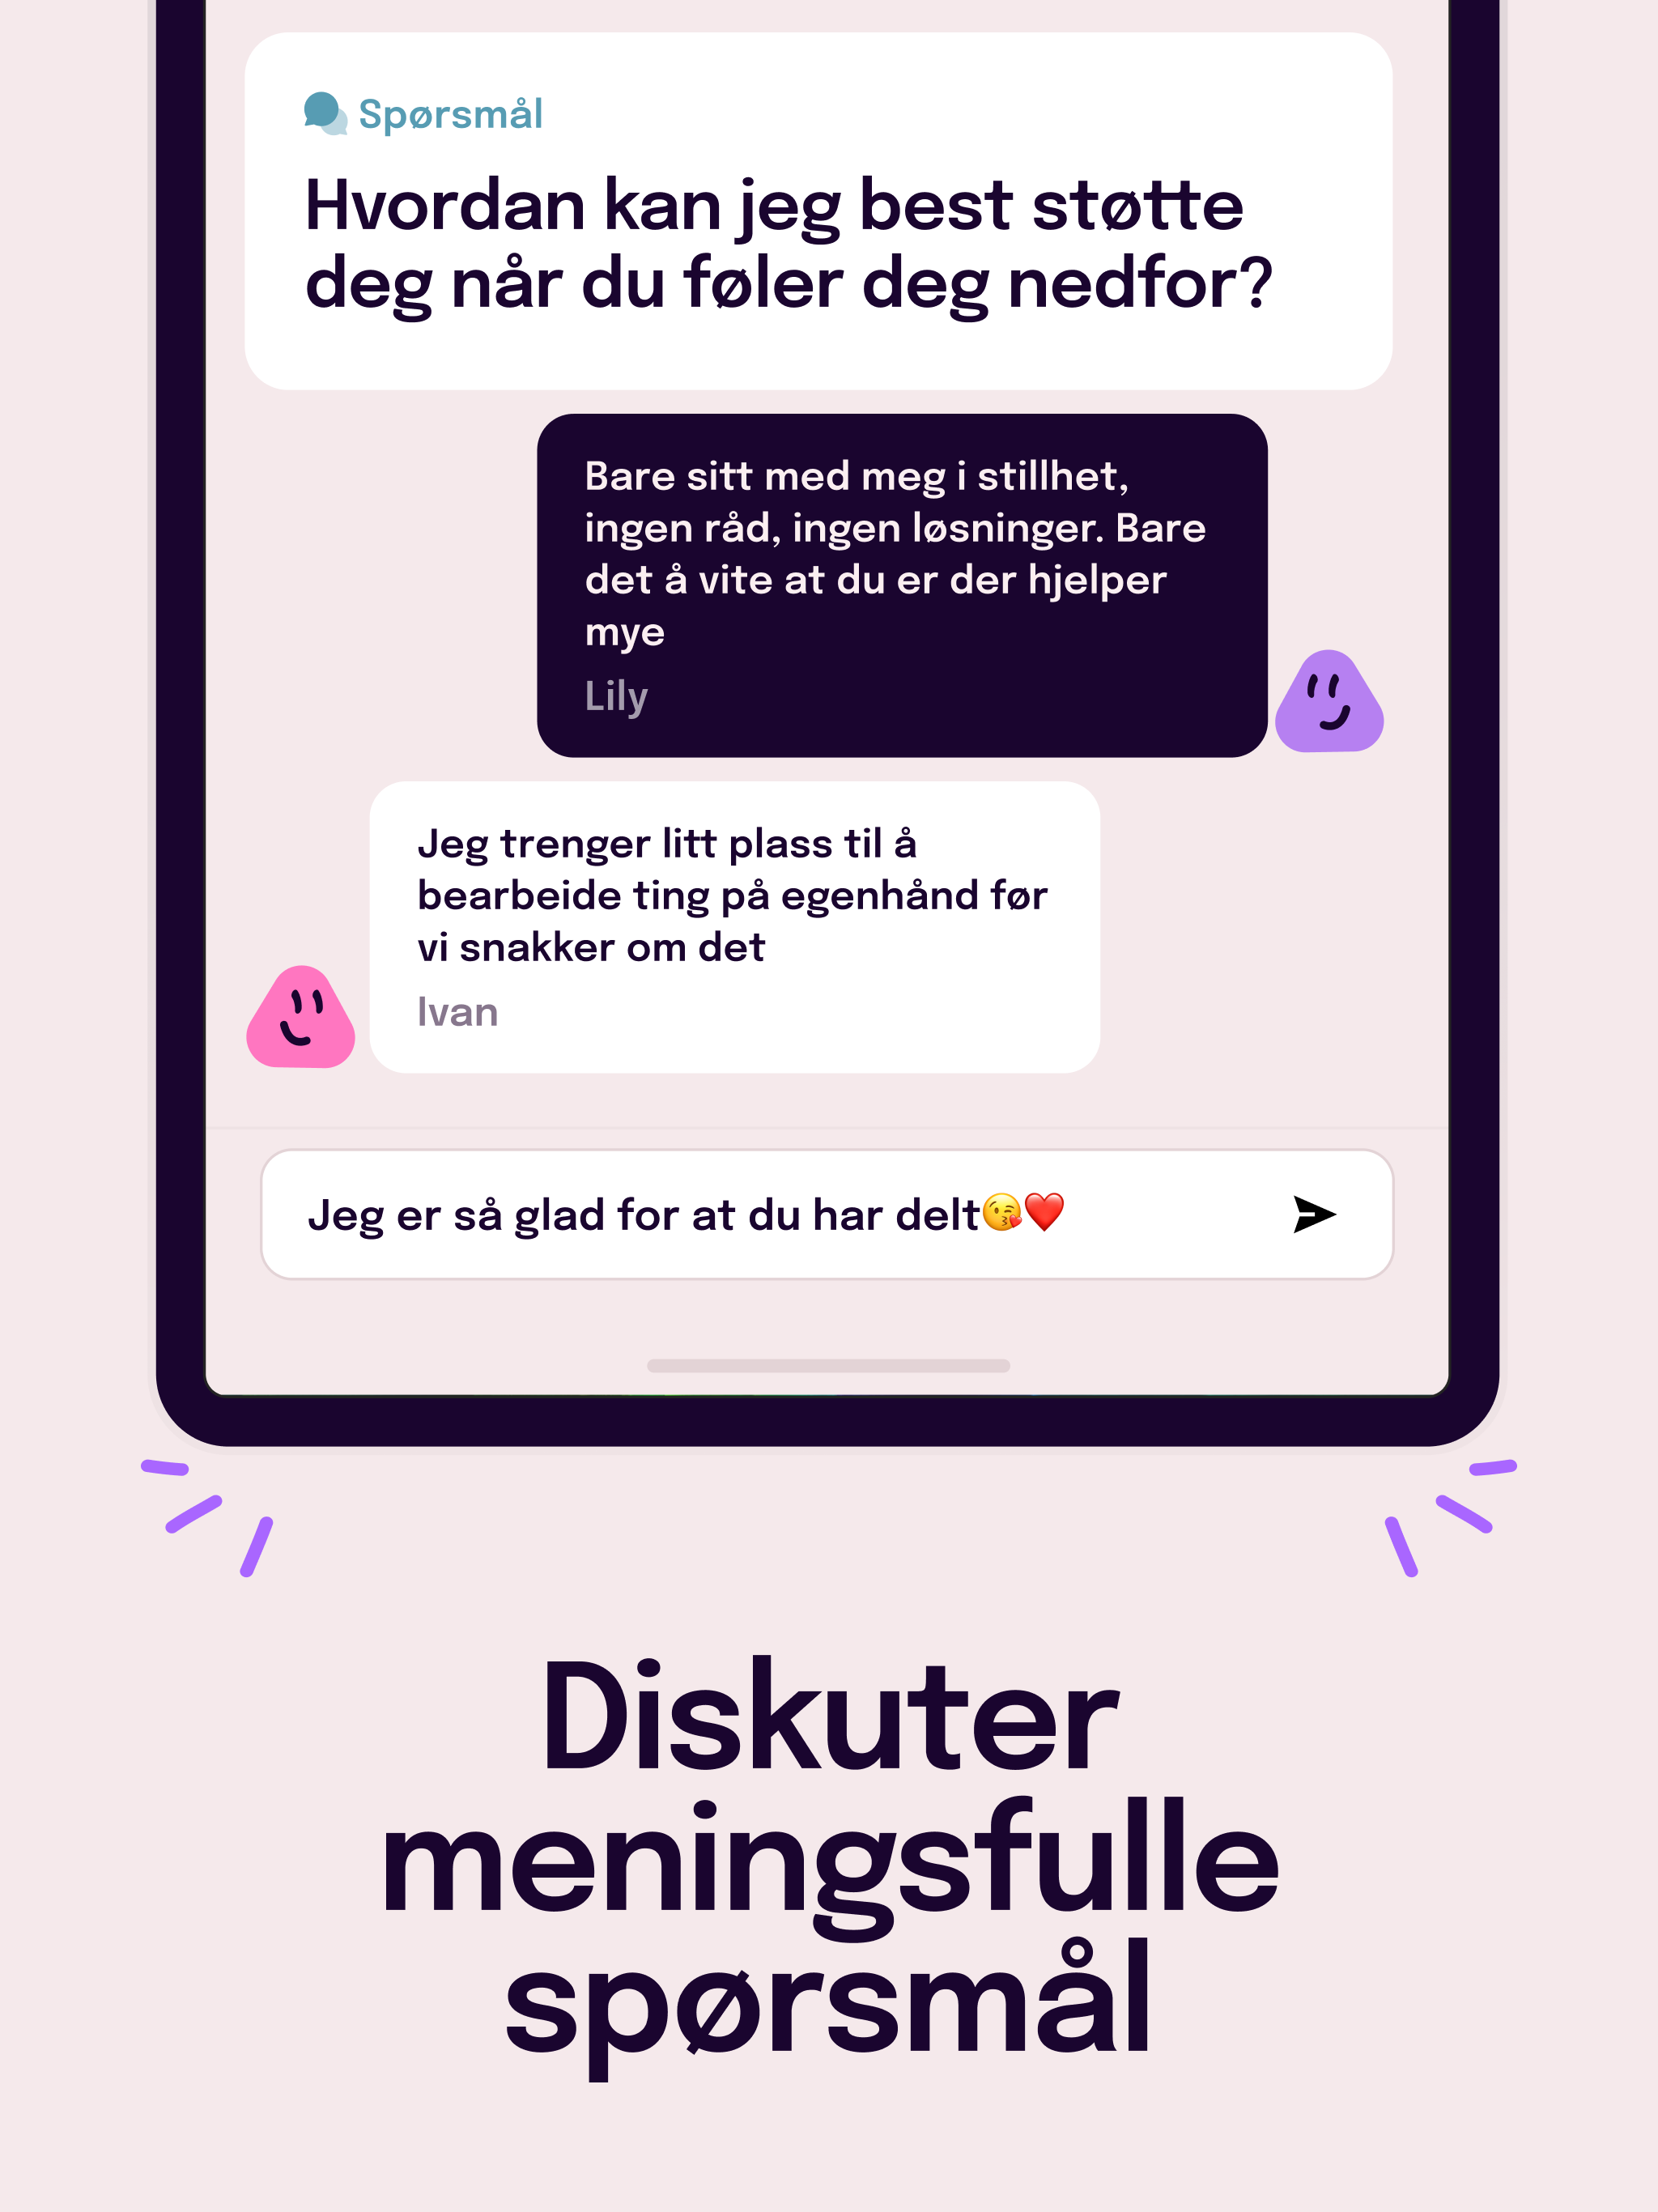 Spørsmål
Hvordan kan jeg best støtte
deg når du føler deg nedfor?
Bare sitt med meg i stillhet,
ingen råd, ingen løsninger. Bare
det å vite at du er der hjelper
mye
Lily
Jeg trenger litt plass til å
bearbeide ting på egenhånd før
vi snakker om det
Ivan
Jeg er så glad for at du har delt😘❤️
Diskuter
meningsfulle
spørsmål